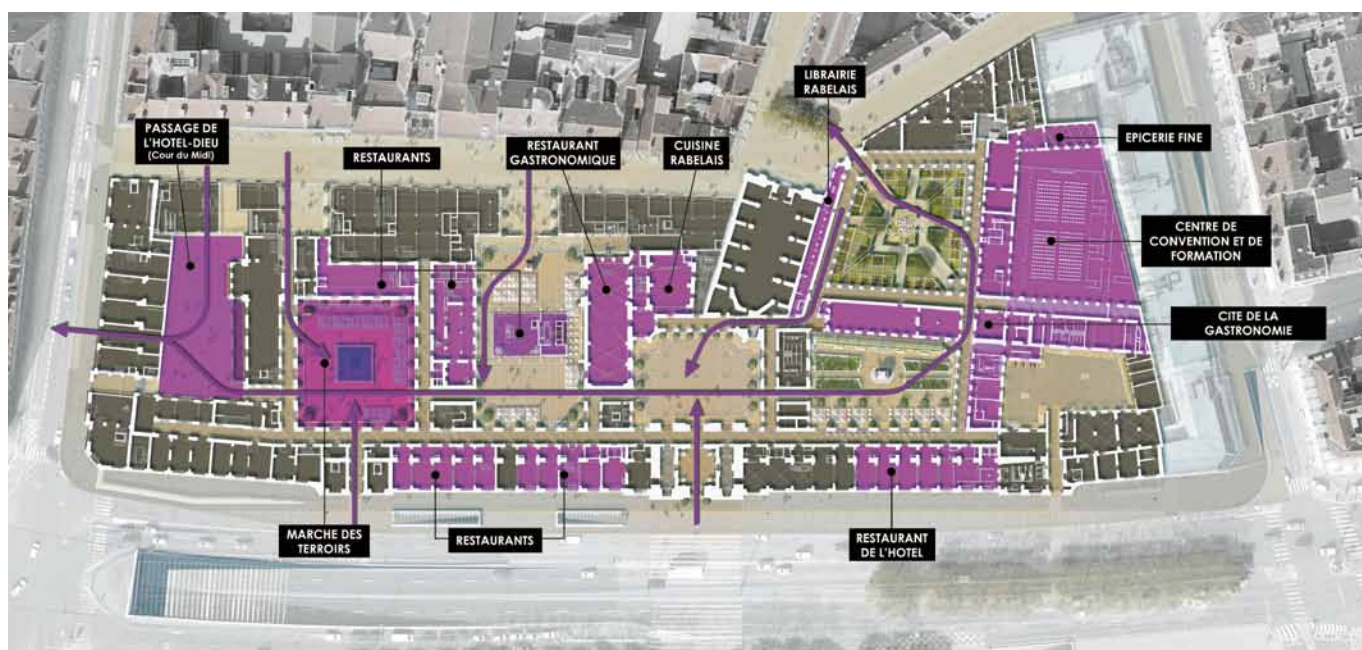 LIBRAIRIE
RABELAIS
PASSAGE DE
L'HOTEL-DIEU
(Cour du Midi)
RESTAURANTS
RESTAURANT
GASTRONOMIQUE
CUISINE
RABELAIS
EPICERIE FINE
CENTRE DE
CONVENTION ET DE
FORMATION
CITE DE LA
GASTRONOMIE
MARCHE DES
TERROIRS
RESTAURANTS
RESTAURANT
DE L'HOTEL